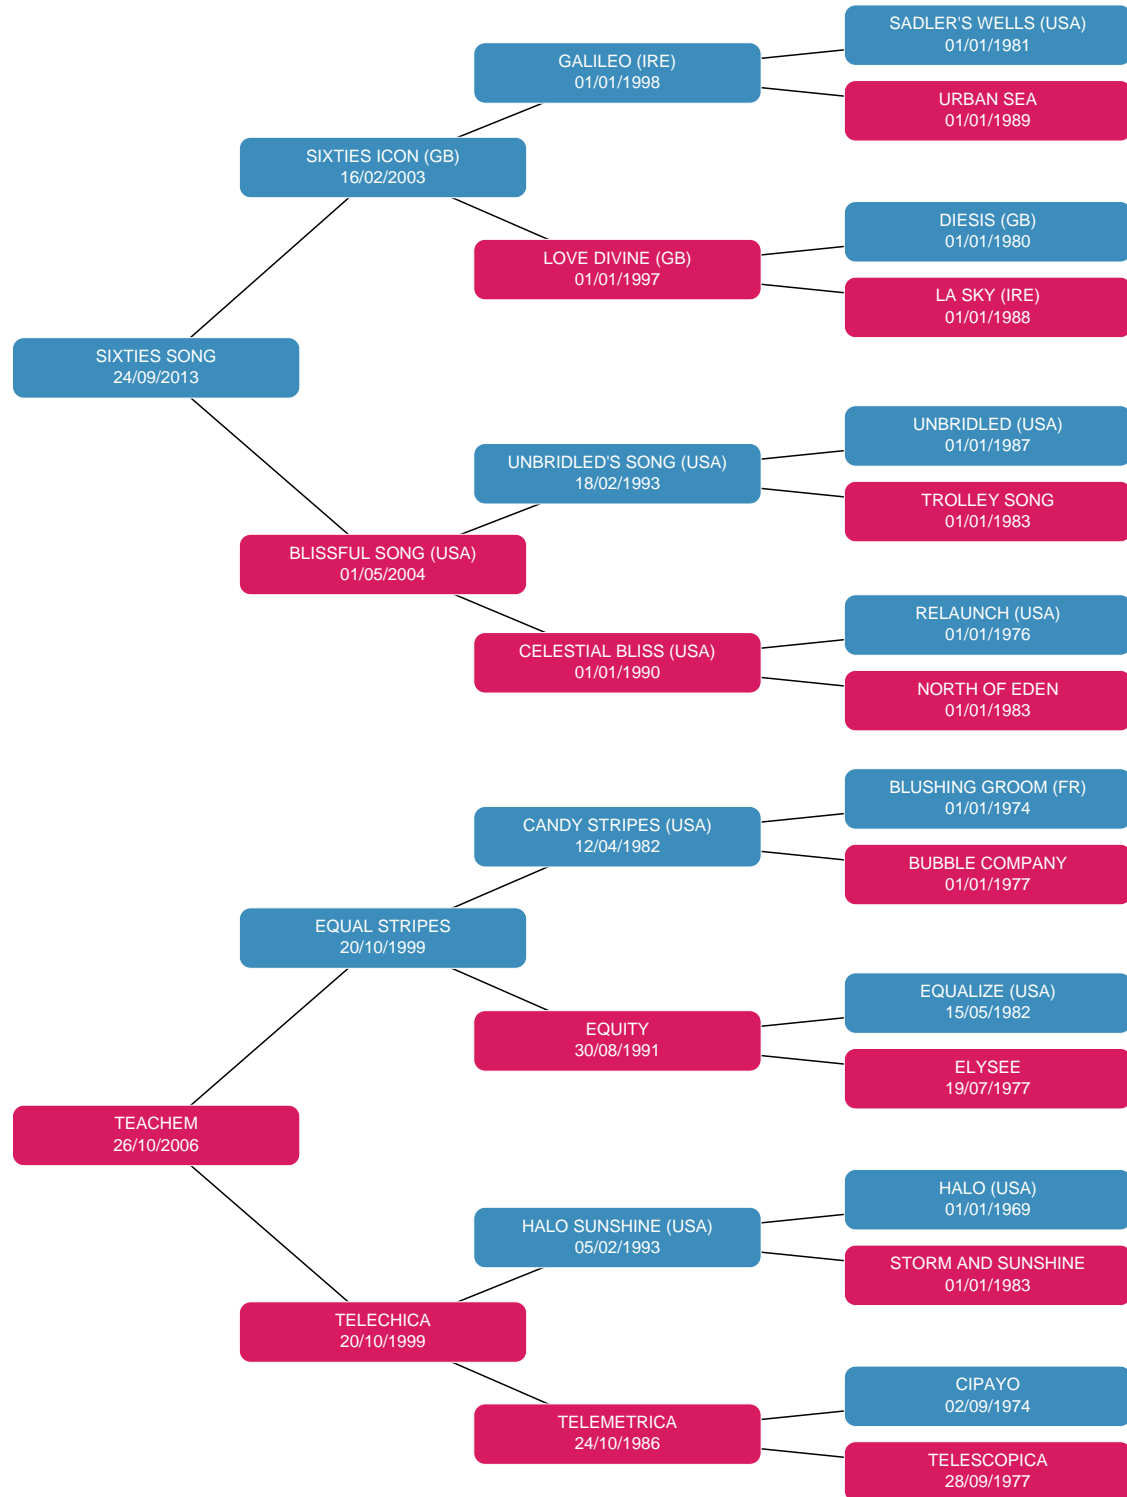 SADLER'S WELLS (USA)
01/01/1981
GALILEO (IRE)
01/01/1998
URBAN SEA
01/01/1989
SIXTIES ICON (GB)
16/02/2003
DIESIS (GB)
01/01/1980
LOVE DIVINE (GB)
01/01/1997
LA SKY (IRE)
01/01/1988
SIXTIES SONG
24/09/2013
UNBRIDLED (USA)
01/01/1987
UNBRIDLED'S SONG (USA)
18/02/1993
TROLLEY SONG
01/01/1983
BLISSFUL SONG (USA)
01/05/2004
RELAUNCH (USA)
01/01/1976
CELESTIAL BLISS (USA)
01/01/1990
NORTH OF EDEN
01/01/1983
BLUSHING GROOM (FR)
01/01/1974
CANDY STRIPES (USA)
12/04/1982
BUBBLE COMPANY
01/01/1977
EQUAL STRIPES
20/10/1999
EQUALIZE (USA)
15/05/1982
EQUITY
30/08/1991
ELYSEE
19/07/1977
TEACHEM
26/10/2006
HALO (USA)
01/01/1969
HALO SUNSHINE (USA)
05/02/1993
STORM AND SUNSHINE
01/01/1983
TELECHICA
20/10/1999
CIPAYO
02/09/1974
TELEMETRICA
24/10/1986
TELESCOPICA
28/09/1977